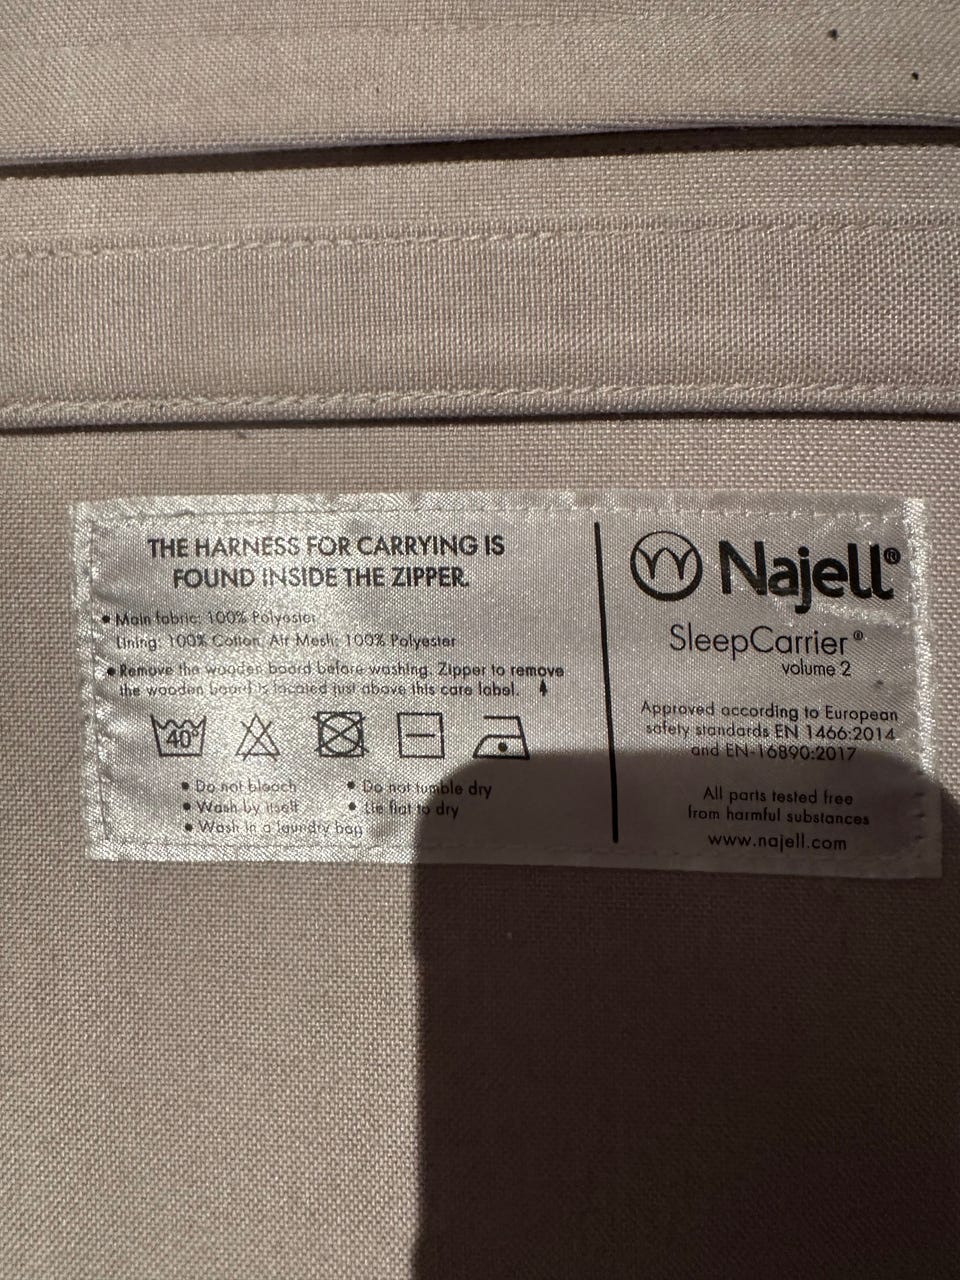 THE HARNESS FOR CARRYING IS
FOUND INSIDE THE ZIPPER.
• Main fabric: 100% Polyester
Lining: 100% Cotton, Air Mesh: 100% Polyester
• Remove the wooden board before washing. Zipper to remove
the wooden board is located just above this care label.
40°
• Do not bleach
• Wash by itself
• Wash in a laundry bag
• Do not tumble dry
• Lie flat to dry
Najell®
SleepCarrier®
volume 2
Approved according to European
safety standards EN 1466:2014
and EN-16890:2017
All parts tested free
from harmful substances
www.najell.com